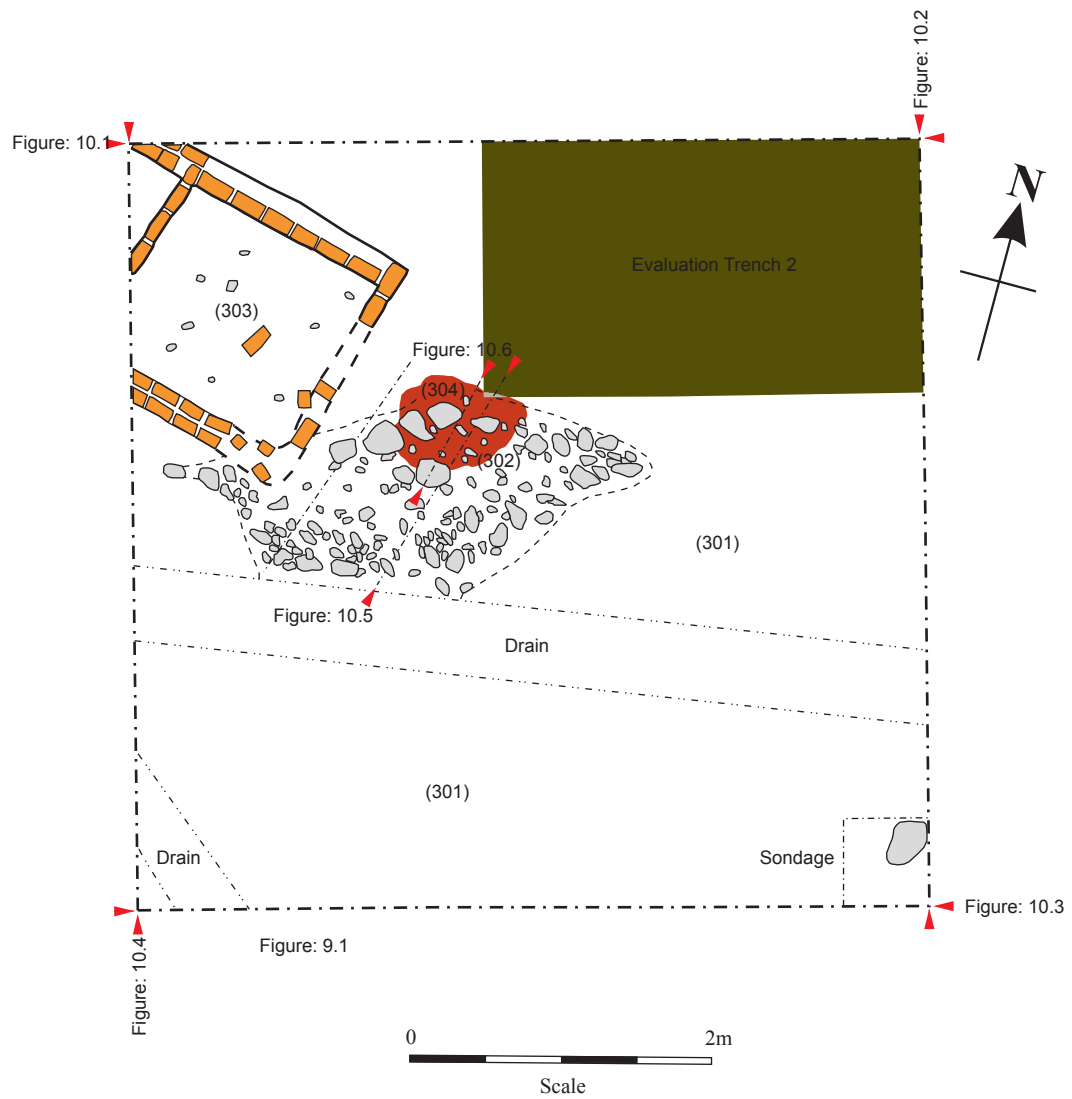 Figure: 10.2
Figure: 10.1
N
Evaluation Trench 2
(303)
Figure: 10.6
(304)
(302)
(301)
Figure: 10.5
Drain
(301)
Drain
Sondage
Figure: 10.3
Figure: 10.4
Figure: 9.1
0 2m
Scale